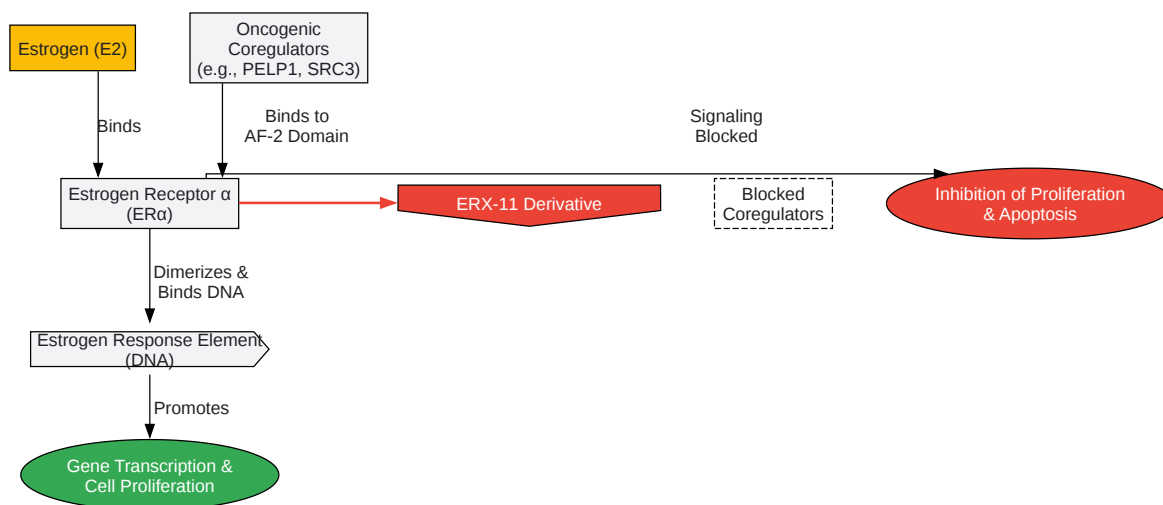 Estrogen (E2)
Oncogenic
Coregulators
(e.g., PELP1, SRC3)
Binds
Binds to
AF-2 Domain
Signaling
Blocked
Estrogen Receptor α
(ERα)
ERX-11 Derivative
Blocked
Coregulators
Inhibition of Proliferation
& Apoptosis
Dimerizes &
Binds DNA
Estrogen Response Element
(DNA)
Promotes
Gene Transcription &
Cell Proliferation